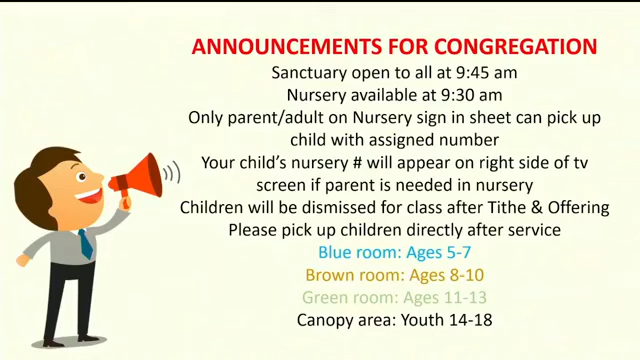 ANNOUNCEMENTS FOR CONGREGATION
Sanctuary open to all at 9:45 am
Nursery available at 9:30 am
Only parent/adult on Nursery sign in sheet can pick up
child with assigned number
Your child's nursery # will appear on right side of tv
screen if parent is needed in nursery
Children will be dismissed for class after Tithe & Offering
Please pick up children directly after service
Blue room: Ages 5-7
Brown room: Ages 8-10
Green room: Ages 11-13
Canopy area: Youth 14-18